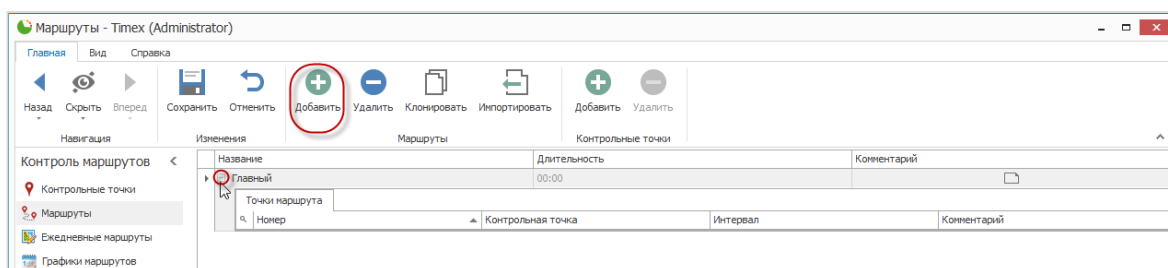 Маршруты - Timex (Administrator)
Главная Вид Справка
Назад Скрыть Вперед Сохранить Отменить Добавить Удалить Клонировать Импортировать Добавить Удалить
Навигация Изменения Маршруты Контрольные точки
Контроль маршрутов Название Длительность Комментарий
Главный 00:00
Контрольные точки
Точки маршрута
Маршруты
Номер Контрольная точка Интервал Комментарий
Ежедневные маршруты
Графики маршрутов